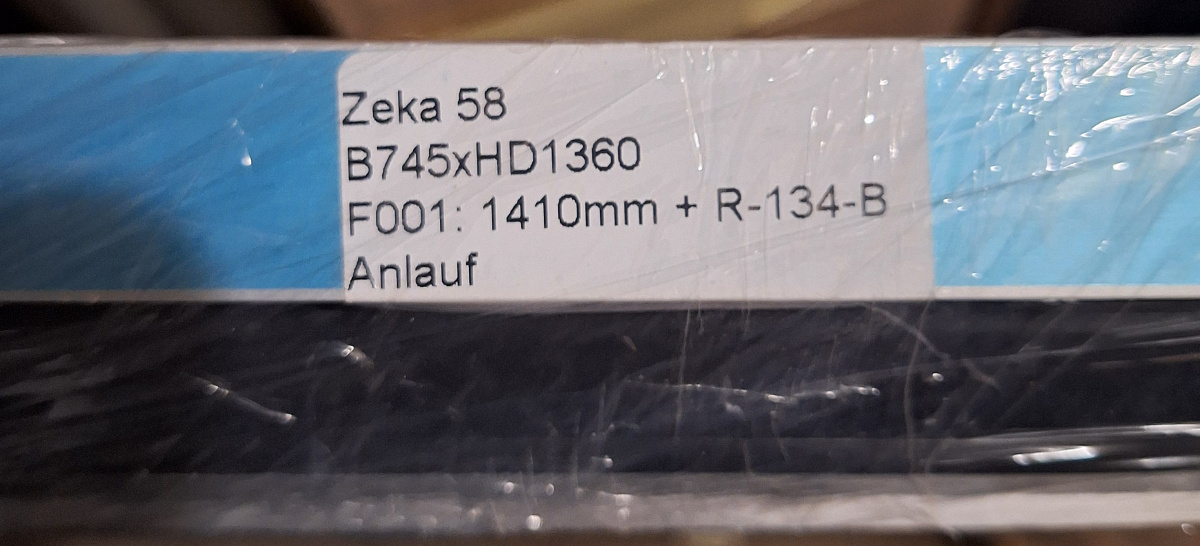 Zeka 58
B745xHD1360
F001: 1410mm + R-134-B
Anlauf